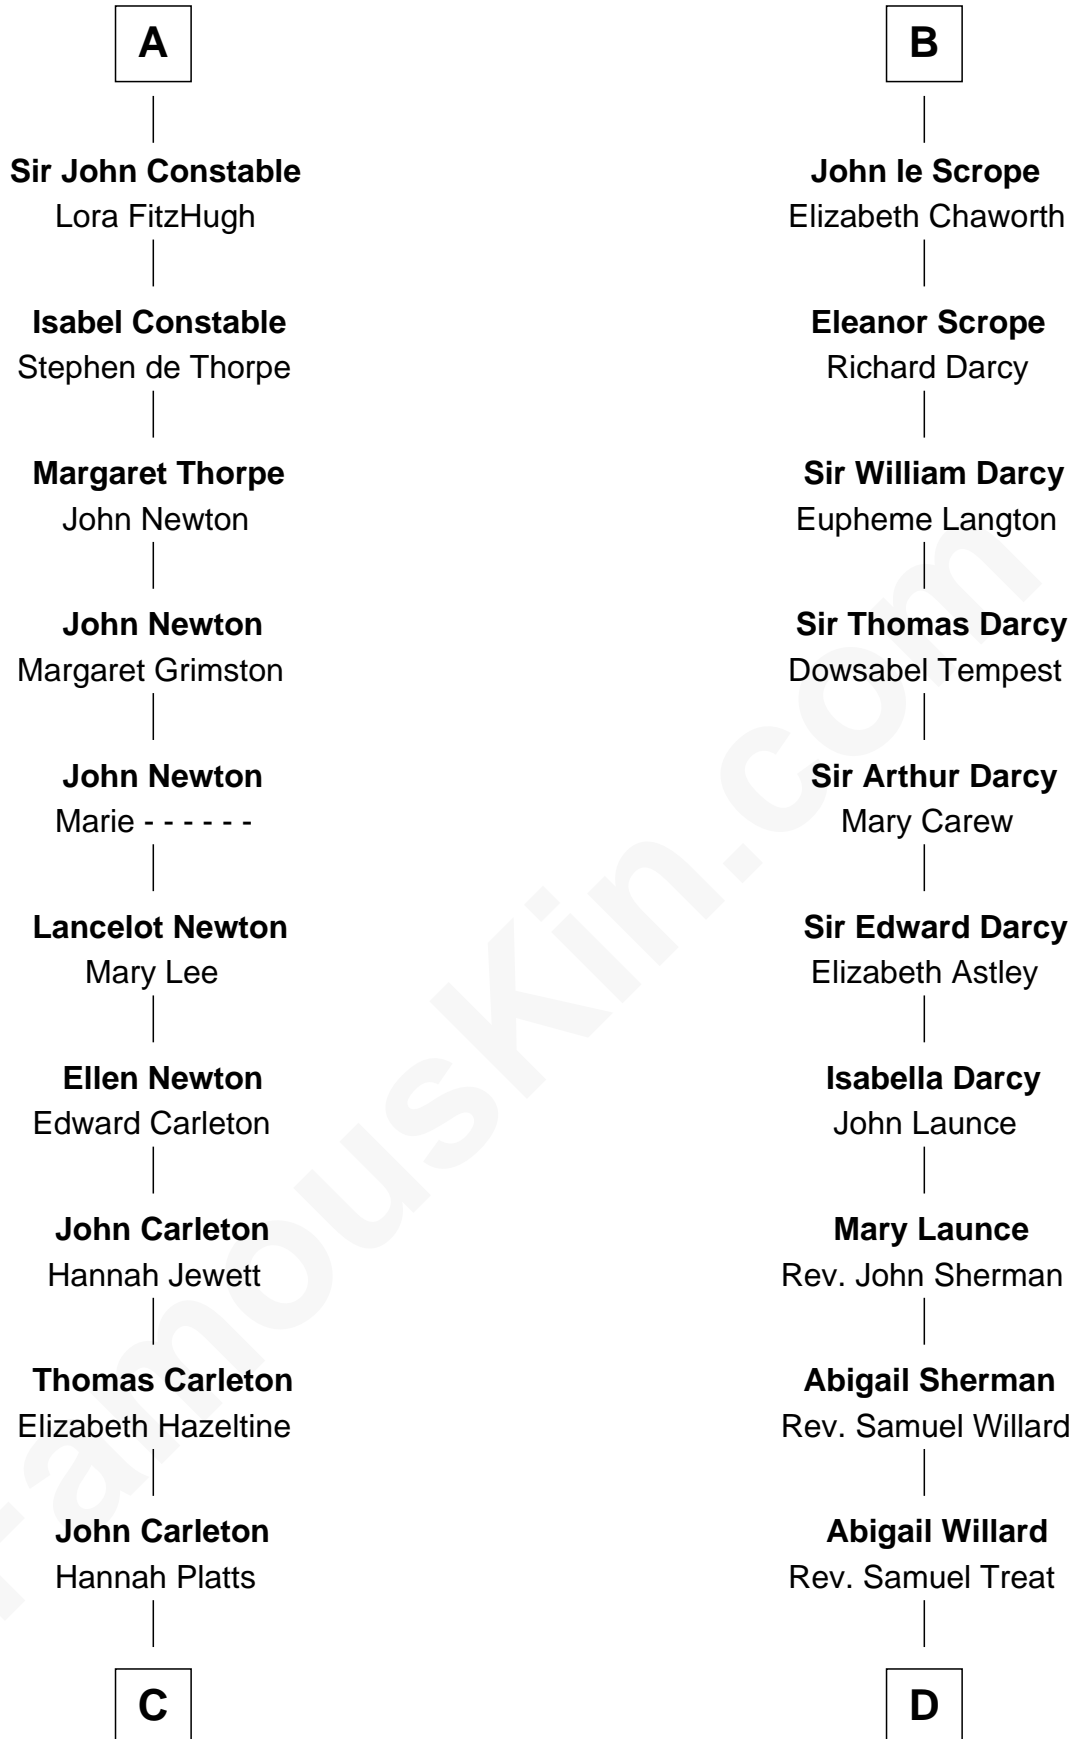 A
Sir John Constable
Lora FitzHugh
Isabel Constable
Stephen de Thorpe
Margaret Thorpe
John Newton
John Newton
Margaret Grimston
John Newton
Marie - - - - - -
Lancelot Newton
Mary Lee
Ellen Newton
Edward Carleton
John Carleton
Hannah Jewett
Thomas Carleton
Elizabeth Hazeltine
John Carleton
Hannah Platts
C
B
John le Scrope
Elizabeth Chaworth
Eleanor Scrope
Richard Darcy
Sir William Darcy
Eupheme Langton
Sir Thomas Darcy
Dowsabel Tempest
Sir Arthur Darcy
Mary Carew
Sir Edward Darcy
Elizabeth Astley
Isabella Darcy
John Launce
Mary Launce
Rev. John Sherman
Abigail Sherman
Rev. Samuel Willard
Abigail Willard
Rev. Samuel Treat
D
FamousKin.com